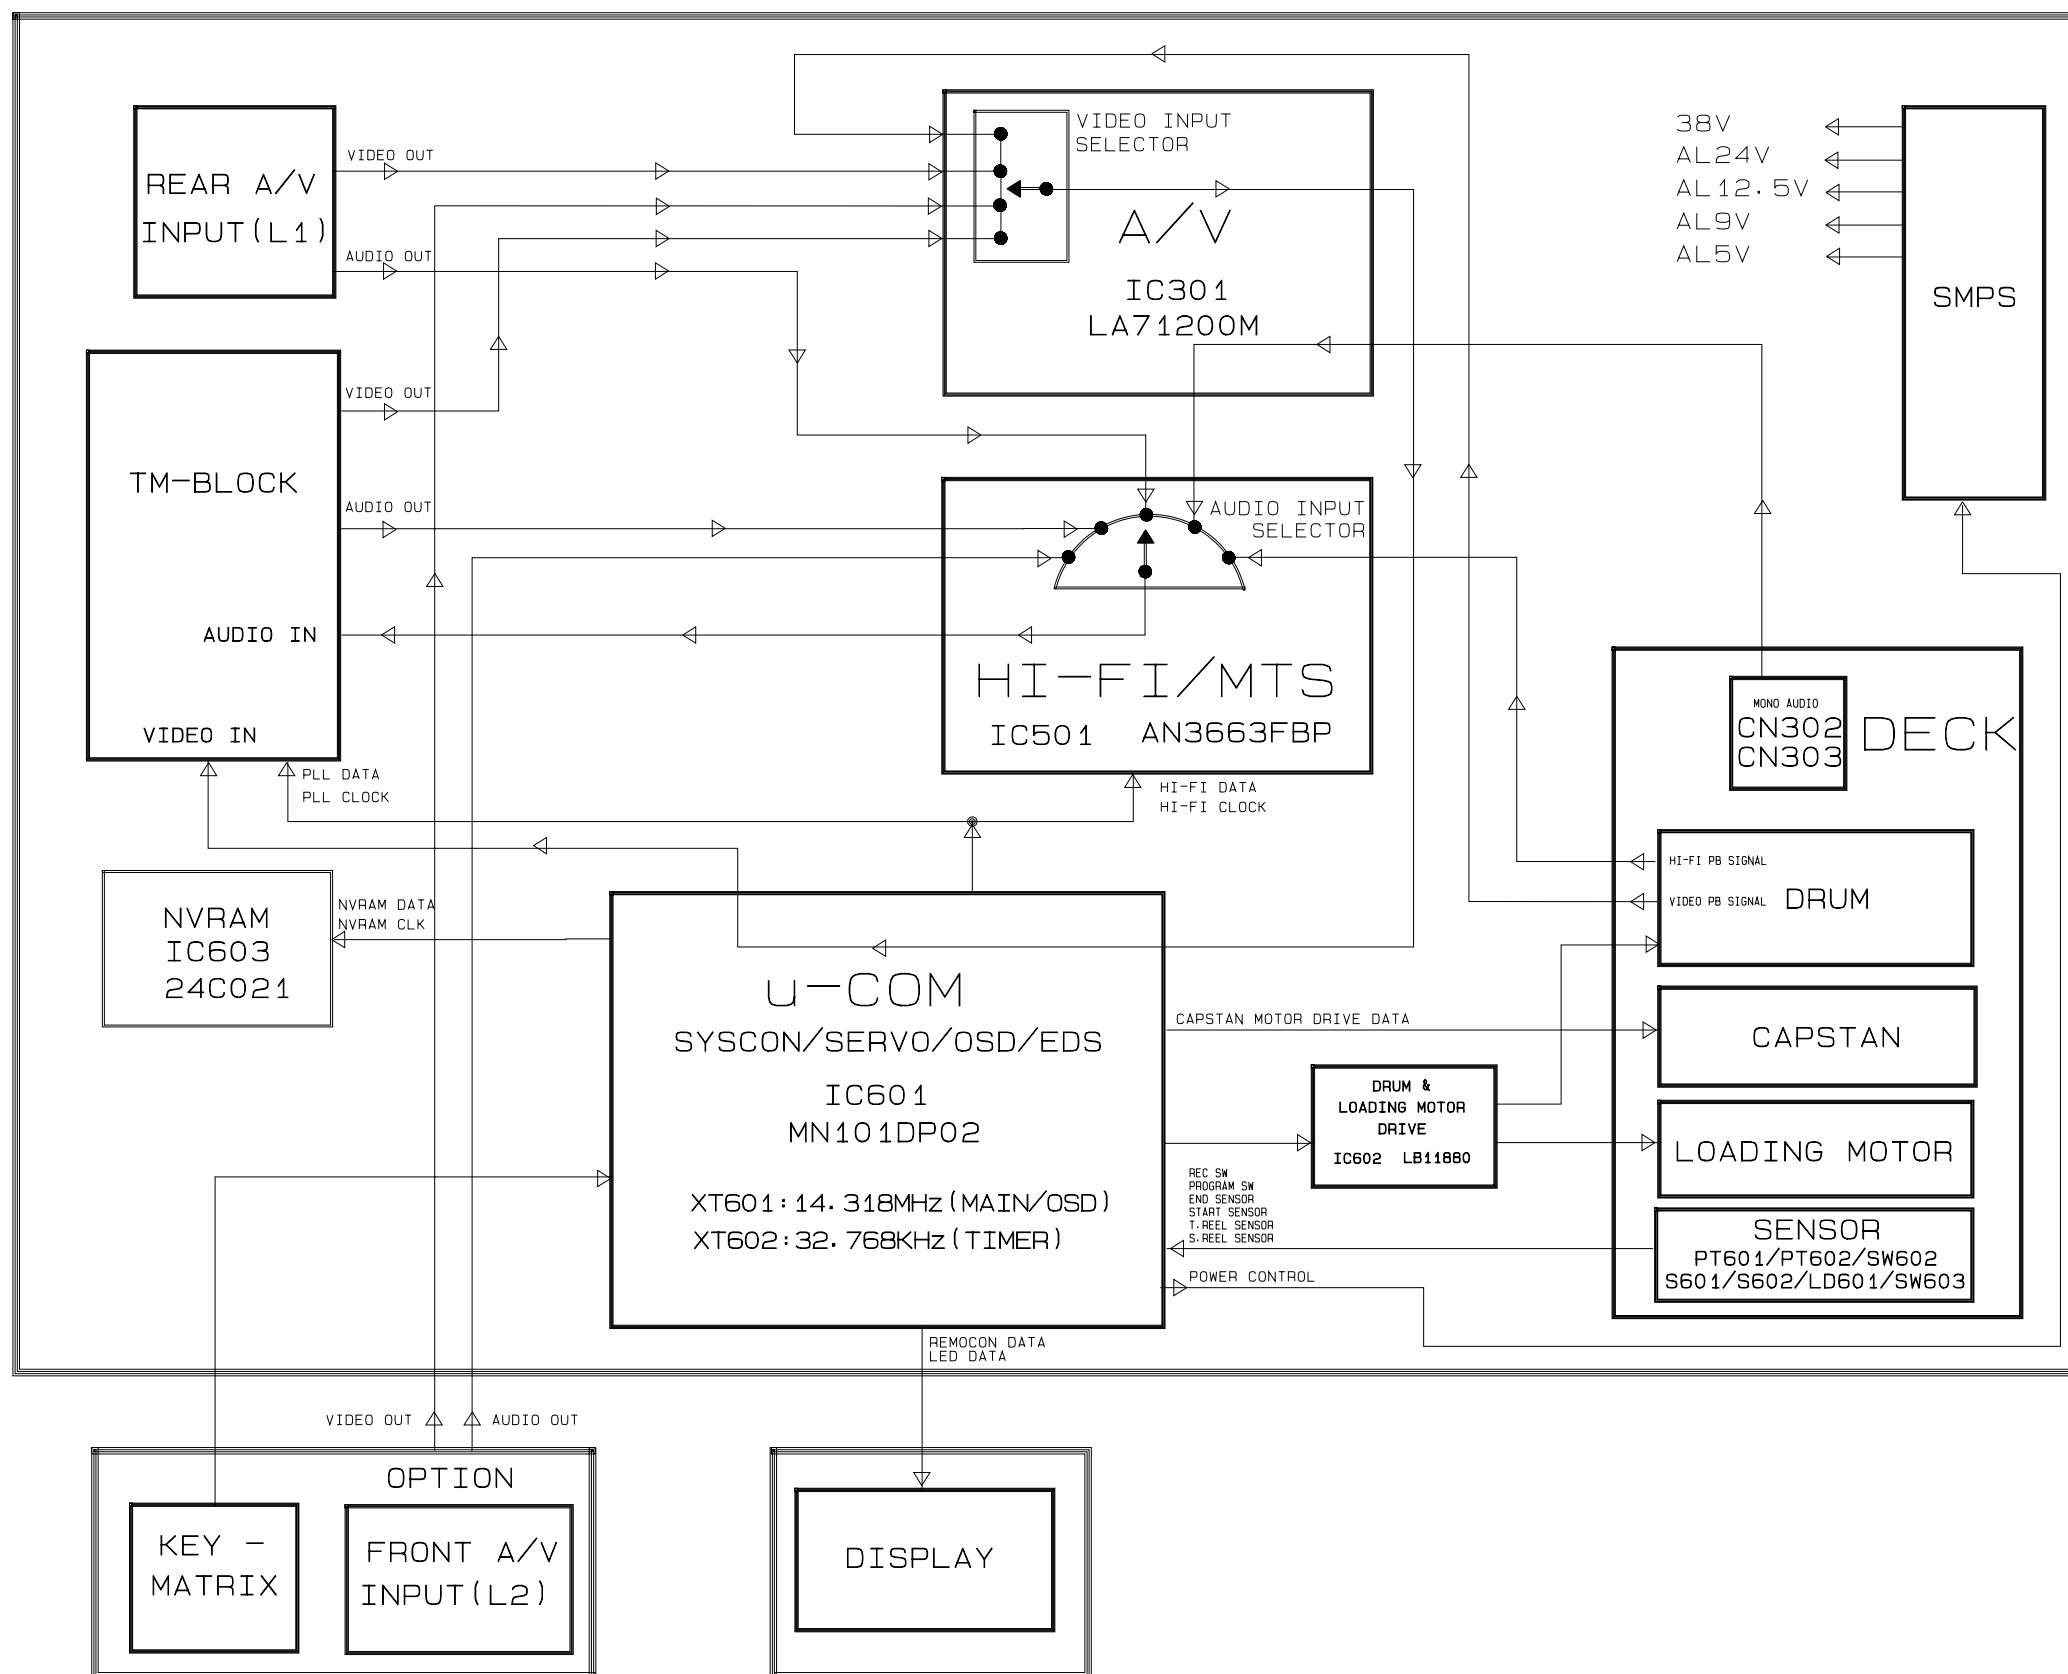 REAR A/V
INPUT(L1)
VIDEO OUT
AUDIO OUT
VIDEO INPUT
SELECTOR
A/V
IC301
LA71200M
38V
AL24V
AL12.5V
AL9V
AL5V
SMPS
TM-BLOCK
VIDEO OUT
AUDIO OUT
AUDIO IN
VIDEO IN
PLL DATA
PLL CLOCK
AUDIO INPUT
SELECTOR
HI-FI/MTS
IC501 AN3663FBP
HI-FI DATA
HI-FI CLOCK
DECK
MONO AUDIO
CN302
CN303
HI-FI PB SIGNAL
VIDEO PB SIGNAL DRUM
CAPSTAN
LOADING MOTOR
SENSOR
PT601/PT602/SW602
S601/S602/LD601/SW603
NVRAM
IC603
24C021
NVRAM DATA
NVRAM CLK
u-COM
SYSCON/SERVO/OSD/EDS
IC601
MN101DP02
XT601:14.318MHz(MAIN/OSD)
XT602:32.768KHz(TIMER)
CAPSTAN MOTOR DRIVE DATA
DRUM &
LOADING MOTOR
DRIVE
IC602 LB11880
REC SW
PROGRAM SW
END SENSOR
START SENSOR
T.REEL SENSOR
S.REEL SENSOR
POWER CONTROL
REMOCON DATA
LED DATA
VIDEO OUT
AUDIO OUT
OPTION
KEY -
MATRIX
FRONT A/V
INPUT(L2)
DISPLAY